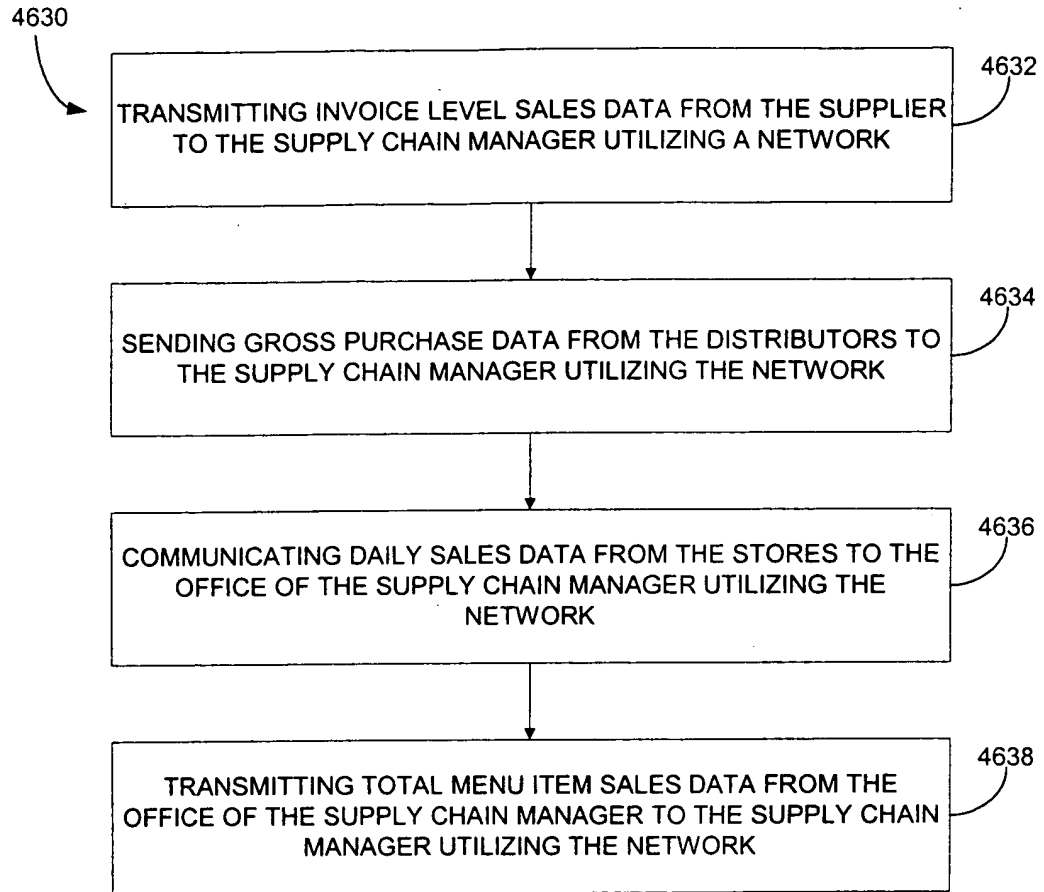 4630
4632
TRANSMITTING INVOICE LEVEL SALES DATA FROM THE SUPPLIER
TO THE SUPPLY CHAIN MANAGER UTILIZING A NETWORK
4634
SENDING GROSS PURCHASE DATA FROM THE DISTRIBUTORS TO
THE SUPPLY CHAIN MANAGER UTILIZING THE NETWORK
4636
COMMUNICATING DAILY SALES DATA FROM THE STORES TO THE
OFFICE OF THE SUPPLY CHAIN MANAGER UTILIZING THE
NETWORK
4638
TRANSMITTING TOTAL MENU ITEM SALES DATA FROM THE
OFFICE OF THE SUPPLY CHAIN MANAGER TO THE SUPPLY CHAIN
MANAGER UTILIZING THE NETWORK